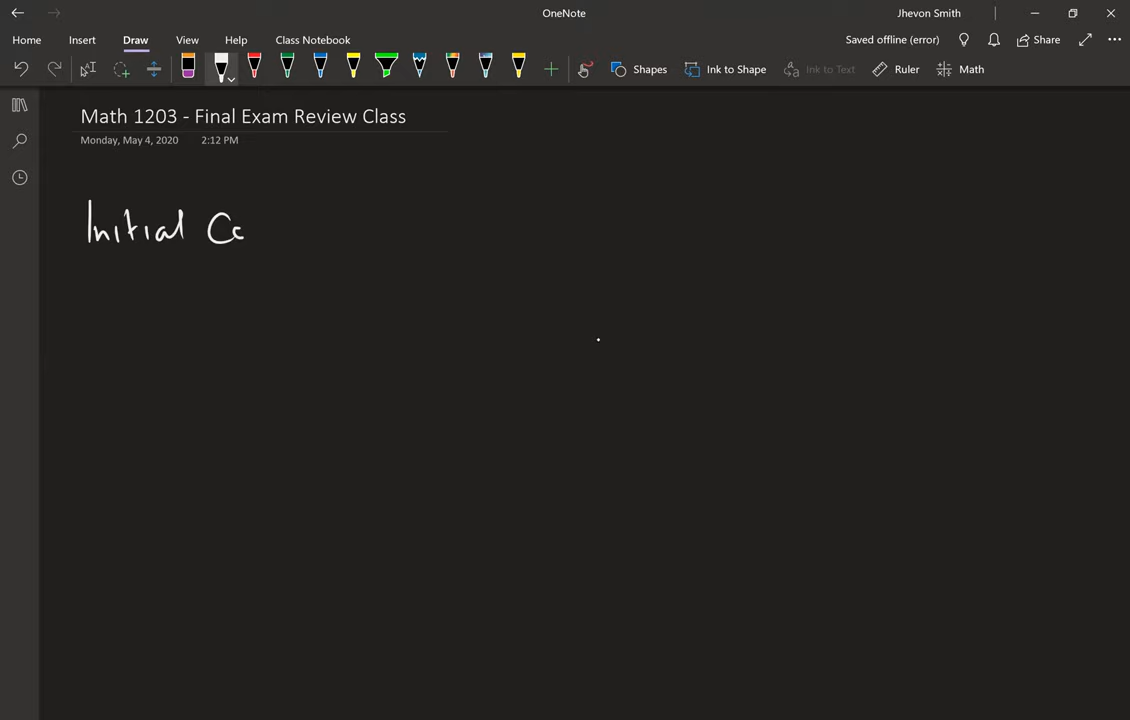 OneNote
Jhevon Smith
Home Insert Draw View Help Class Notebook
Saved offline (error) Share
Shapes Ink to Shape Ink to Text Ruler Math
Math 1203 - Final Exam Review Class
Monday, May 4, 2020 2:12 PM
Initial Co